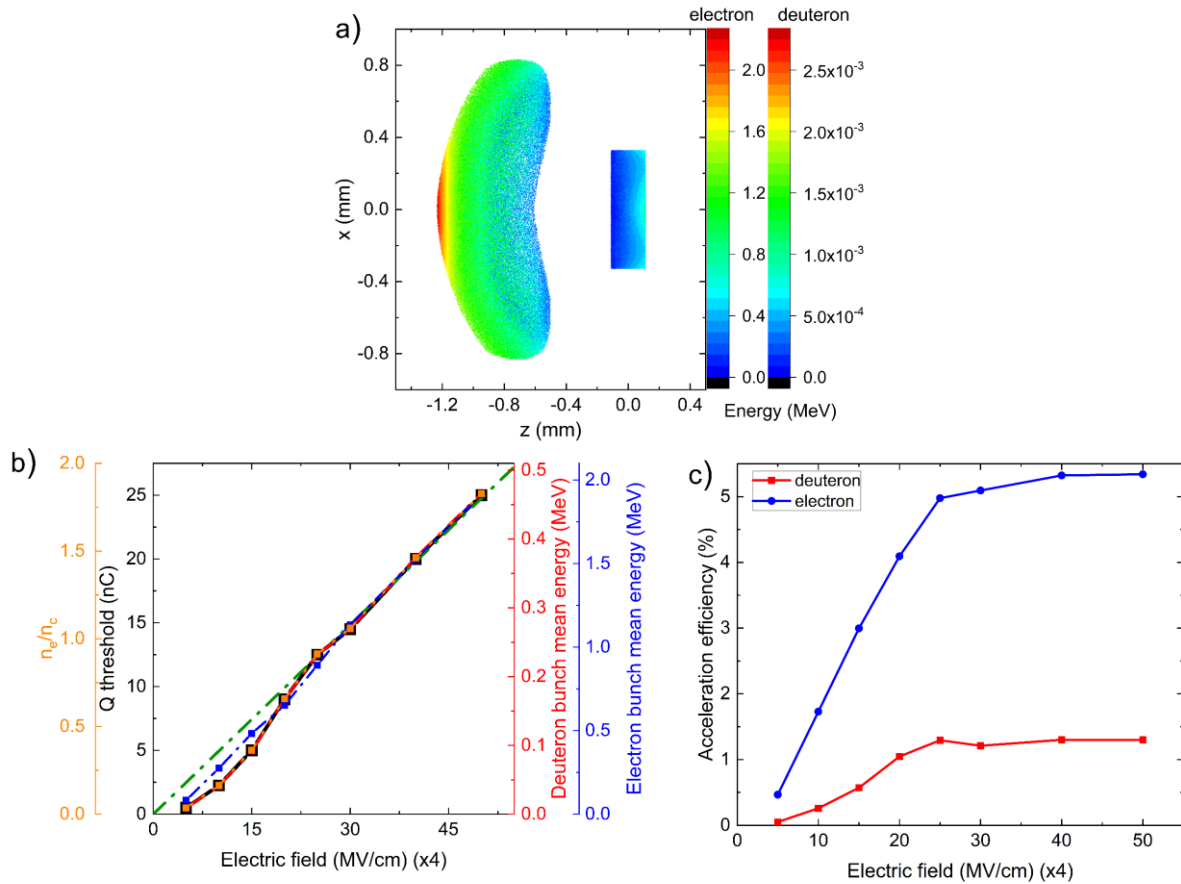 a)
electron deuteron
0.8
0.4
0.0
-0.4
-0.8
x (mm)
-1.2 -0.8 -0.4 0.0 0.4
z (mm)
2.0
1.6
1.2
0.8
0.4
0.0
2.5x10⁻³
2.0x10⁻³
1.5x10⁻³
1.0x10⁻³
5.0x10⁻⁴
0.0
Energy (MeV)
b)
2.0
1.5
1.0
0.5
0.0
nₑ/n_c
25
20
15
10
5
0
Q threshold (nC)
0 15 30 45
Electric field (MV/cm) (x4)
0.5
0.4
0.3
0.2
0.1
0.0
Deuteron bunch mean energy (MeV)
2.0
1.5
1.0
0.5
0.0
Electron bunch mean energy (MeV)
c)
deuteron
electron
5
4
3
2
1
0
Acceleration efficiency (%)
0 10 20 30 40 50
Electric field (MV/cm) (x4)